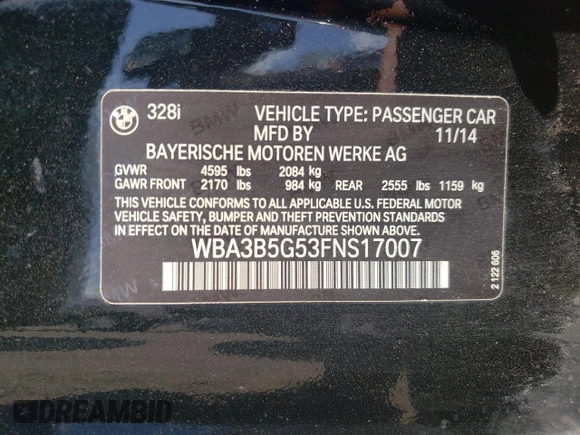 328i VEHICLE TYPE: PASSENGER CAR
MFD BY 11/14
BAYERISCHE MOTOREN WERKE AG
GVWR 4595 lbs 2084 kg
GAWR FRONT 2170 lbs 984 kg REAR 2555 lbs 1159 kg
THIS VEHICLE CONFORMS TO ALL APPLICABLE U.S. FEDERAL MOTOR
VEHICLE SAFETY, BUMPER AND THEFT PREVENTION STANDARDS
IN EFFECT ON THE DATE OF MANUFACTURE SHOWN ABOVE.
WBA3B5G53FNS17007
2 122 606
DREAMBID